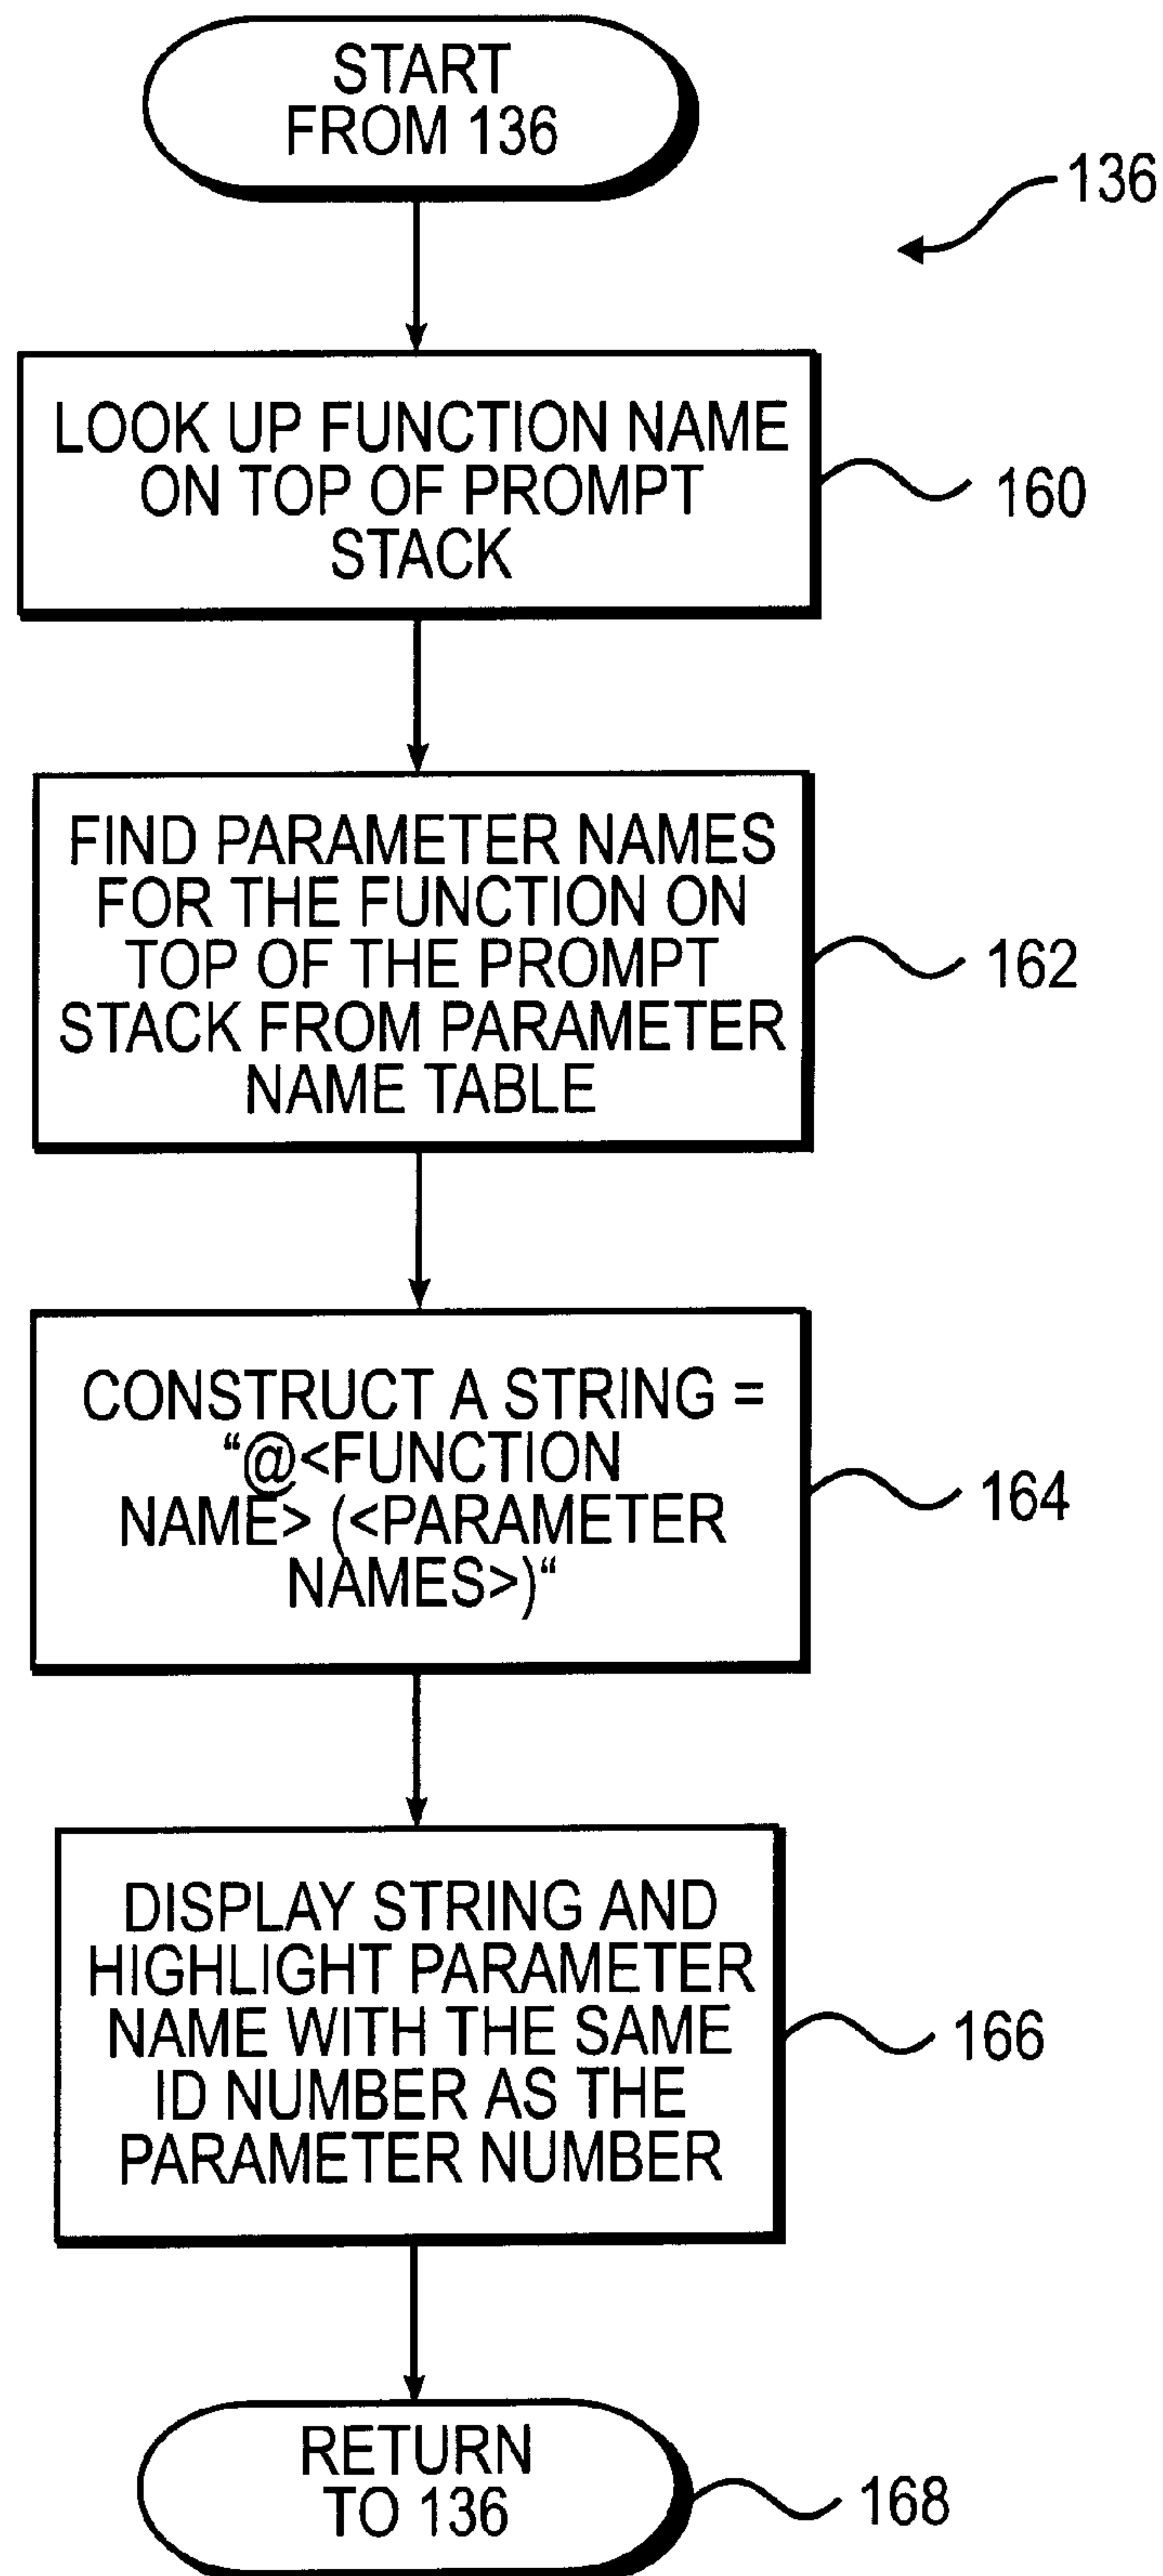 START
FROM 136
136
LOOK UP FUNCTION NAME
ON TOP OF PROMPT
STACK
160
FIND PARAMETER NAMES
FOR THE FUNCTION ON
TOP OF THE PROMPT
STACK FROM PARAMETER
NAME TABLE
162
CONSTRUCT A STRING =
“@<FUNCTION
NAME> (<PARAMETER
NAMES>)“
164
DISPLAY STRING AND
HIGHLIGHT PARAMETER
NAME WITH THE SAME
ID NUMBER AS THE
PARAMETER NUMBER
166
RETURN
TO 136
168